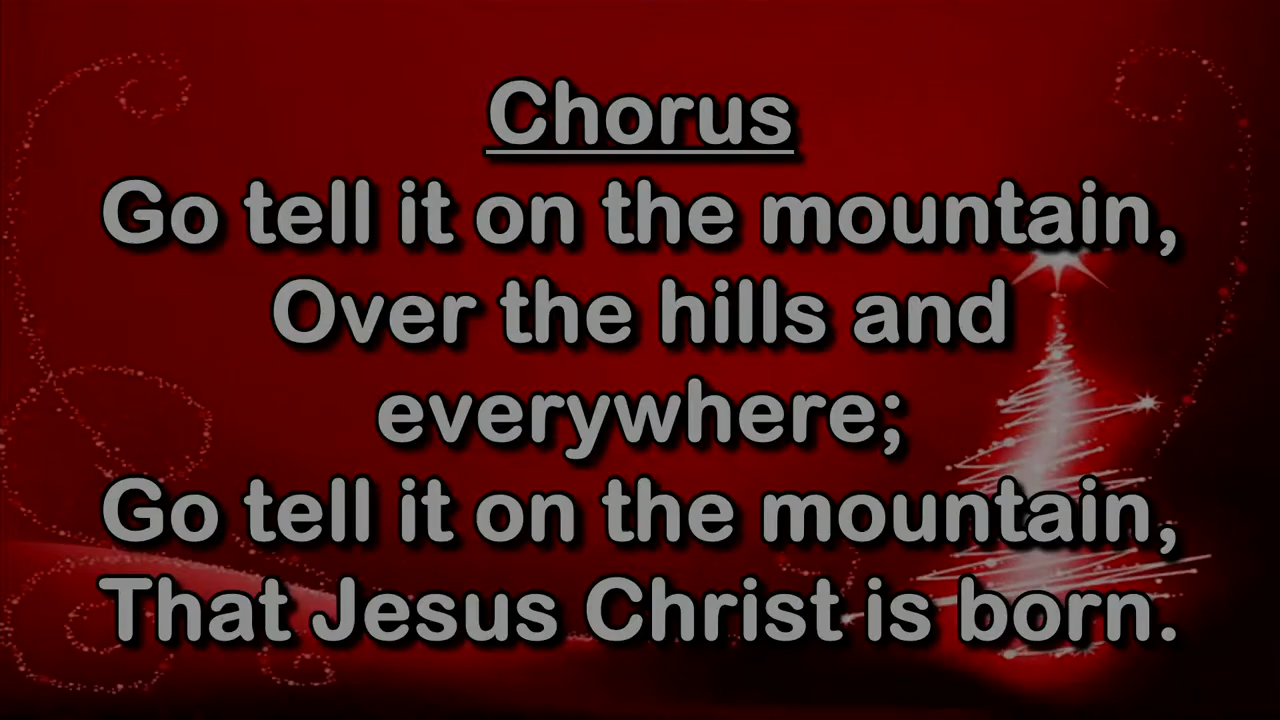 Chorus
Go tell it on the mountain,
Over the hills and
everywhere;
Go tell it on the mountain,
That Jesus Christ is born.